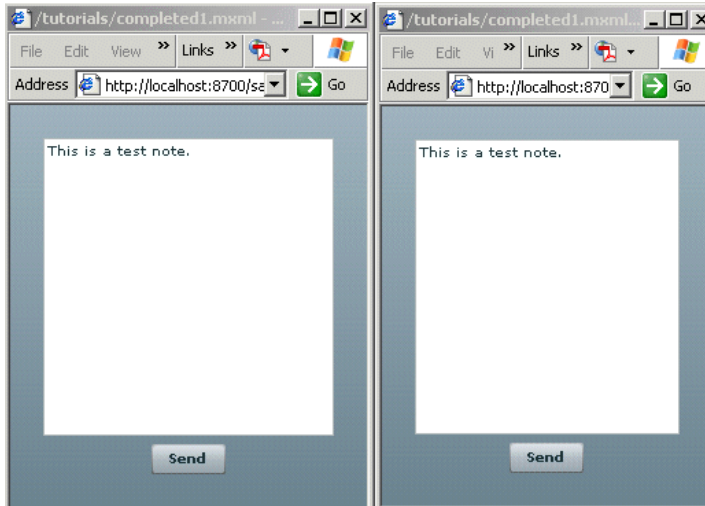 /tutorials/completed1.mxml - ...
File Edit View » Links »
Address http://localhost:8700/sa Go
This is a test note.
Send
/tutorials/completed1.mxml...
File Edit Vi » Links »
Address http://localhost:870 Go
This is a test note.
Send